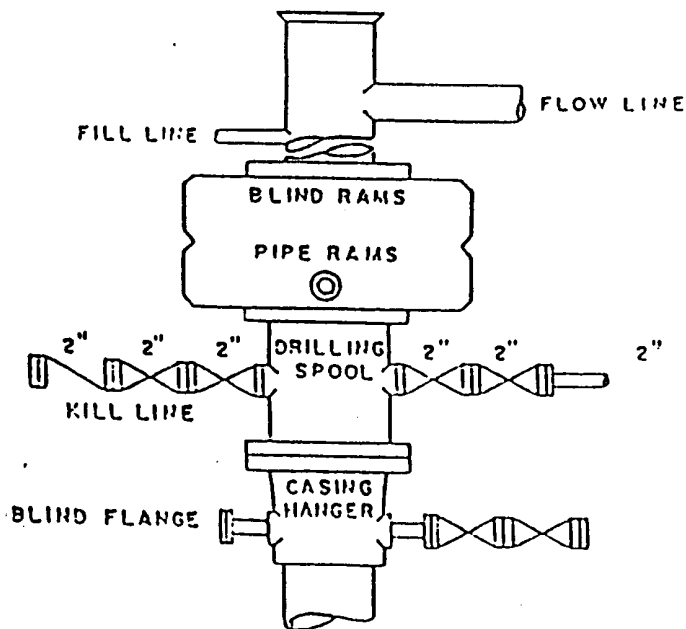 FLOW LINE
FILL LINE
BLIND RAMS
PIPE RAMS
2" 2" 2" DRILLING SPOOL 2" 2" 2"
KILL LINE
CASING
HANGER
BLIND FLANGE